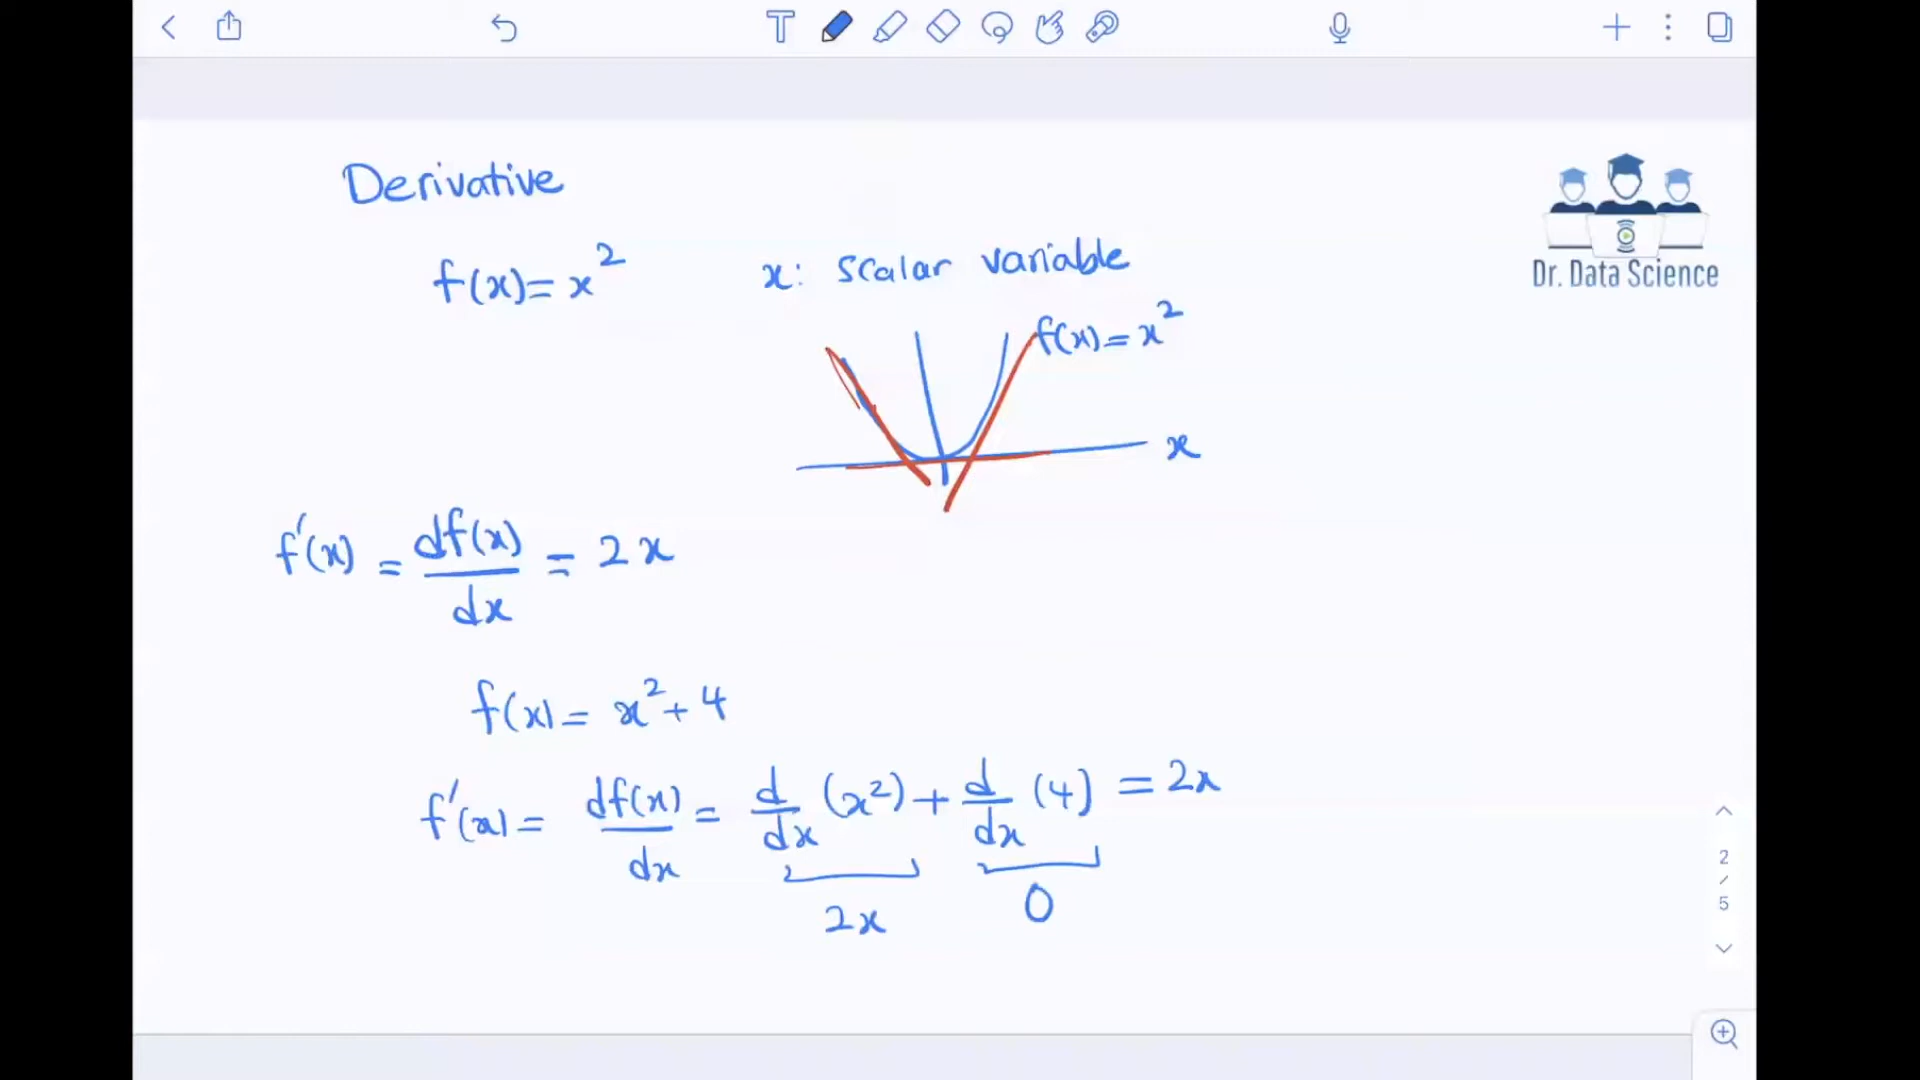 Derivative
f(x)= x²
x: scalar variable
Dr. Data Science
f(x)= x²
x
f'(x) = df(x)/dx = 2x
f(x)= x²+4
f'(x)= df(x)/dx = d/dx (x²)+ d/dx (4) = 2x
2x
0
2
/
5